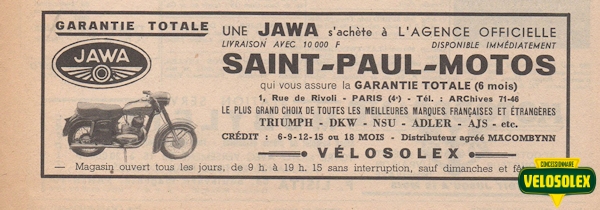 GARANTIE TOTALE
JAWA
UNE JAWA s'achète à L'AGENCE OFFICIELLE
LIVRAISON AVEC 10 000 F DISPONIBLE IMMÉDIATEMENT
SAINT-PAUL-MOTOS
qui vous assure la GARANTIE TOTALE (6 mois)
1, Rue de Rivoli - PARIS (4e) - Tél. : ARChives 71-46
LE PLUS GRAND CHOIX DE TOUTES LES MEILLEURES MARQUES FRANÇAISES ET ÉTRANGÈRES
TRIUMPH - DKW - NSU - ADLER - AJS - etc.
CRÉDIT : 6-9-12-15 ou 18 MOIS - Distributeur agréé MACOMBYNN
VÉLOSOLEX
— Magasin ouvert tous les jours, de 9 h. à 19 h. 15 sans interruption, sauf dimanches et
CONCESSIONNAIRE
VELOSOLEX